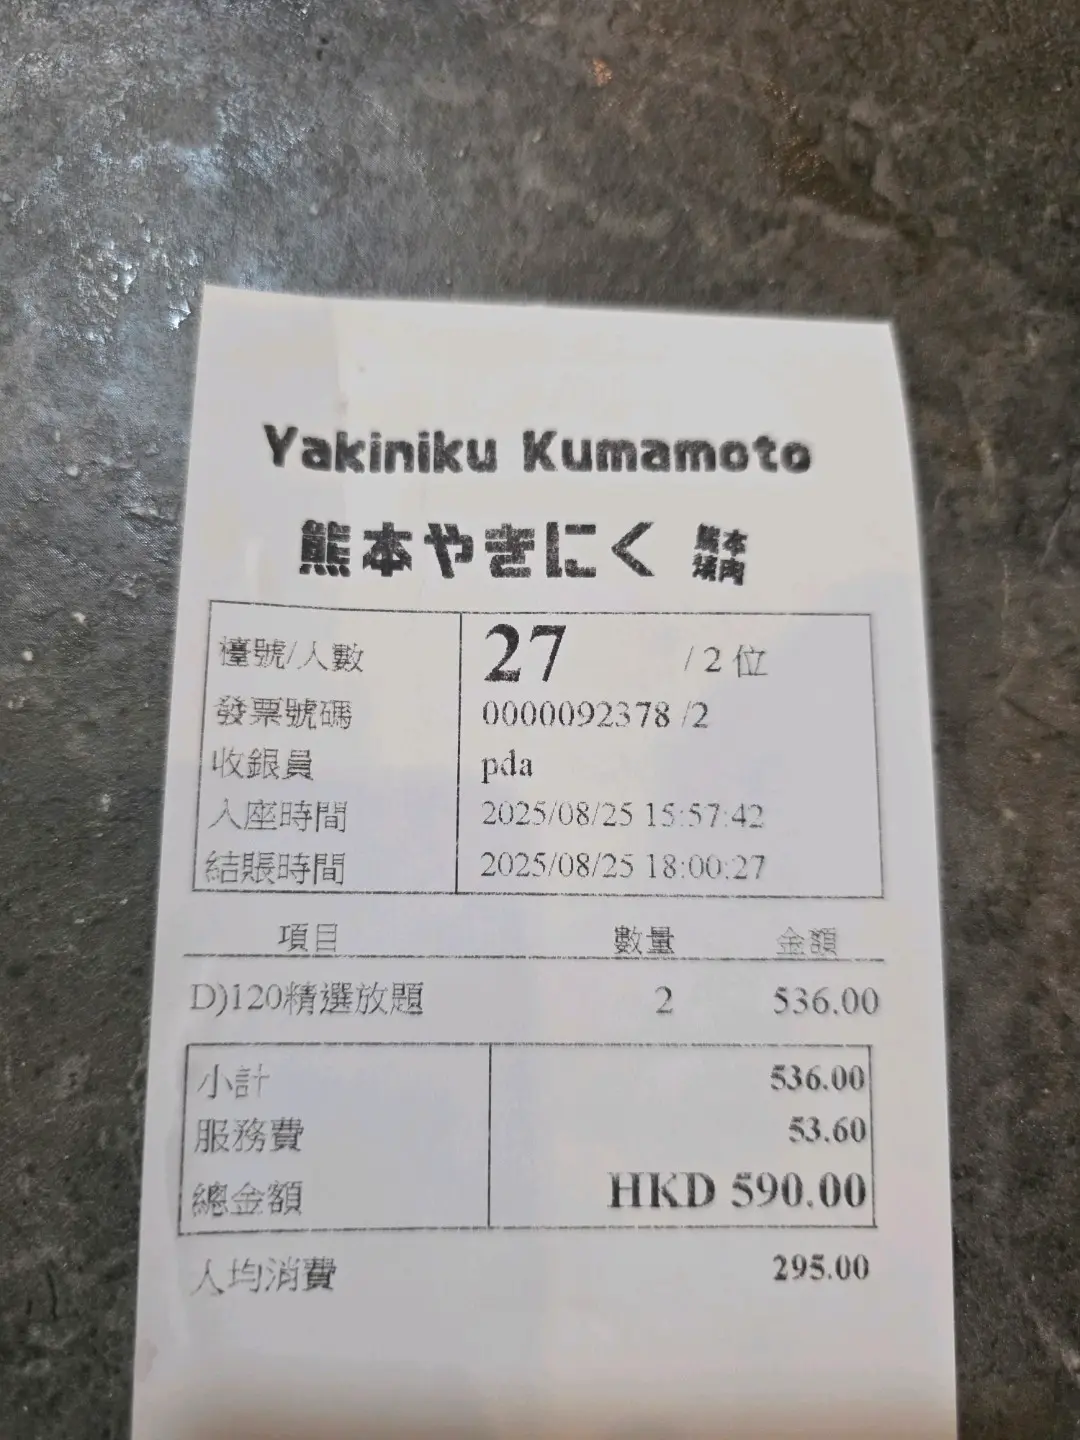 Yakiniku Kumamoto
熊本やきにく 熊本
焼肉
檯號/人數 27 /2 位
發票號碼 0000092378 /2
收銀員 pda
入座時間 2025/08/25 15:57:42
結賬時間 2025/08/25 18:00:27
項目 數量 金額
D)120精選放題 2 536.00
小計 536.00
服務費 53.60
總金額 HKD 590.00
人均消費 295.00